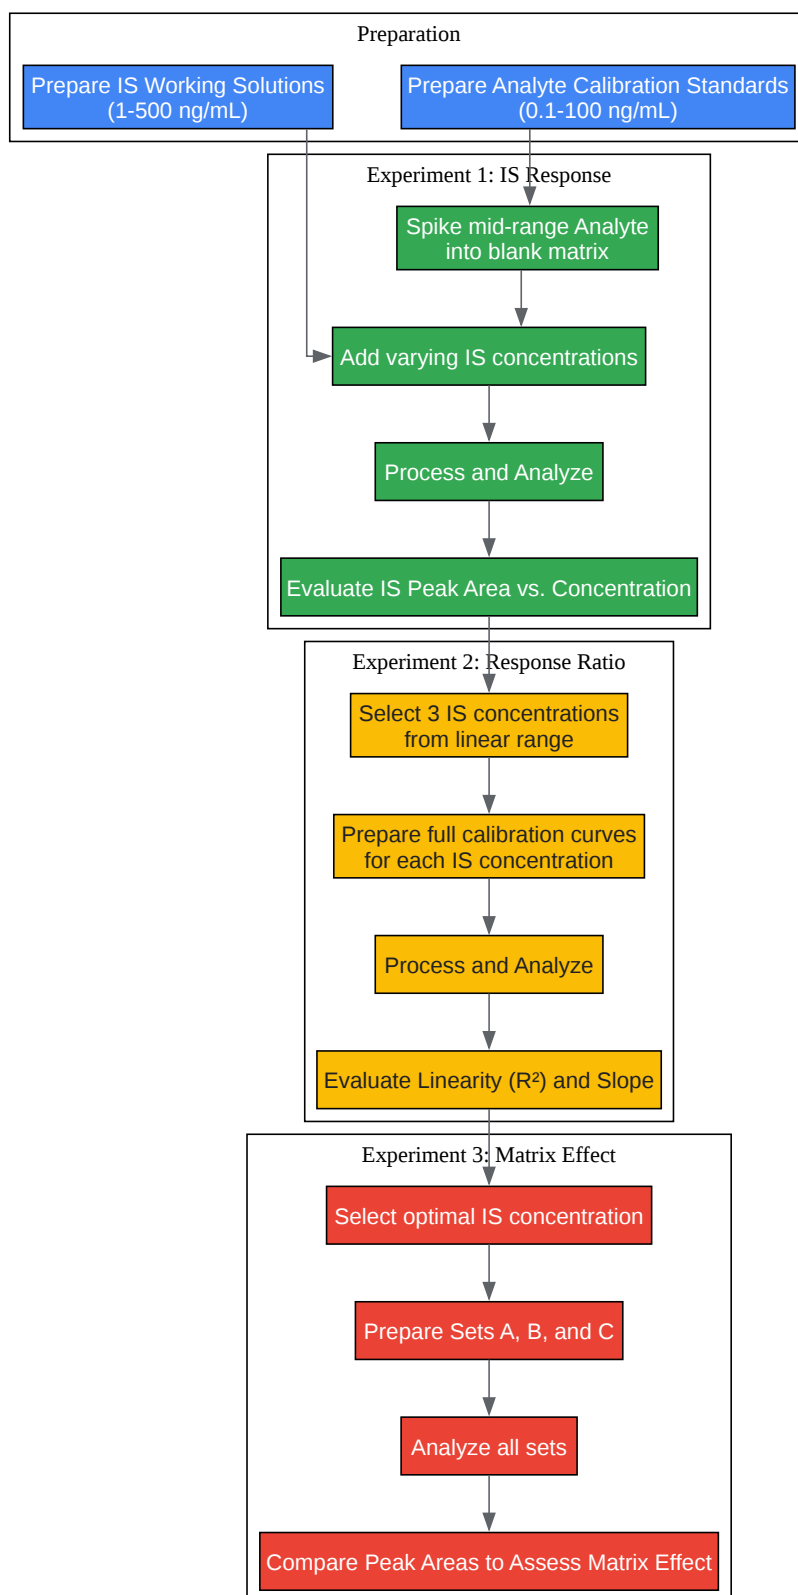 Preparation
Prepare IS Working Solutions
(1-500 ng/mL)
Prepare Analyte Calibration Standards
(0.1-100 ng/mL)
Experiment 1: IS Response
Spike mid-range Analyte
into blank matrix
Add varying IS concentrations
Process and Analyze
Evaluate IS Peak Area vs. Concentration
Experiment 2: Response Ratio
Select 3 IS concentrations
from linear range
Prepare full calibration curves
for each IS concentration
Process and Analyze
Evaluate Linearity (R²) and Slope
Experiment 3: Matrix Effect
Select optimal IS concentration
Prepare Sets A, B, and C
Analyze all sets
Compare Peak Areas to Assess Matrix Effect